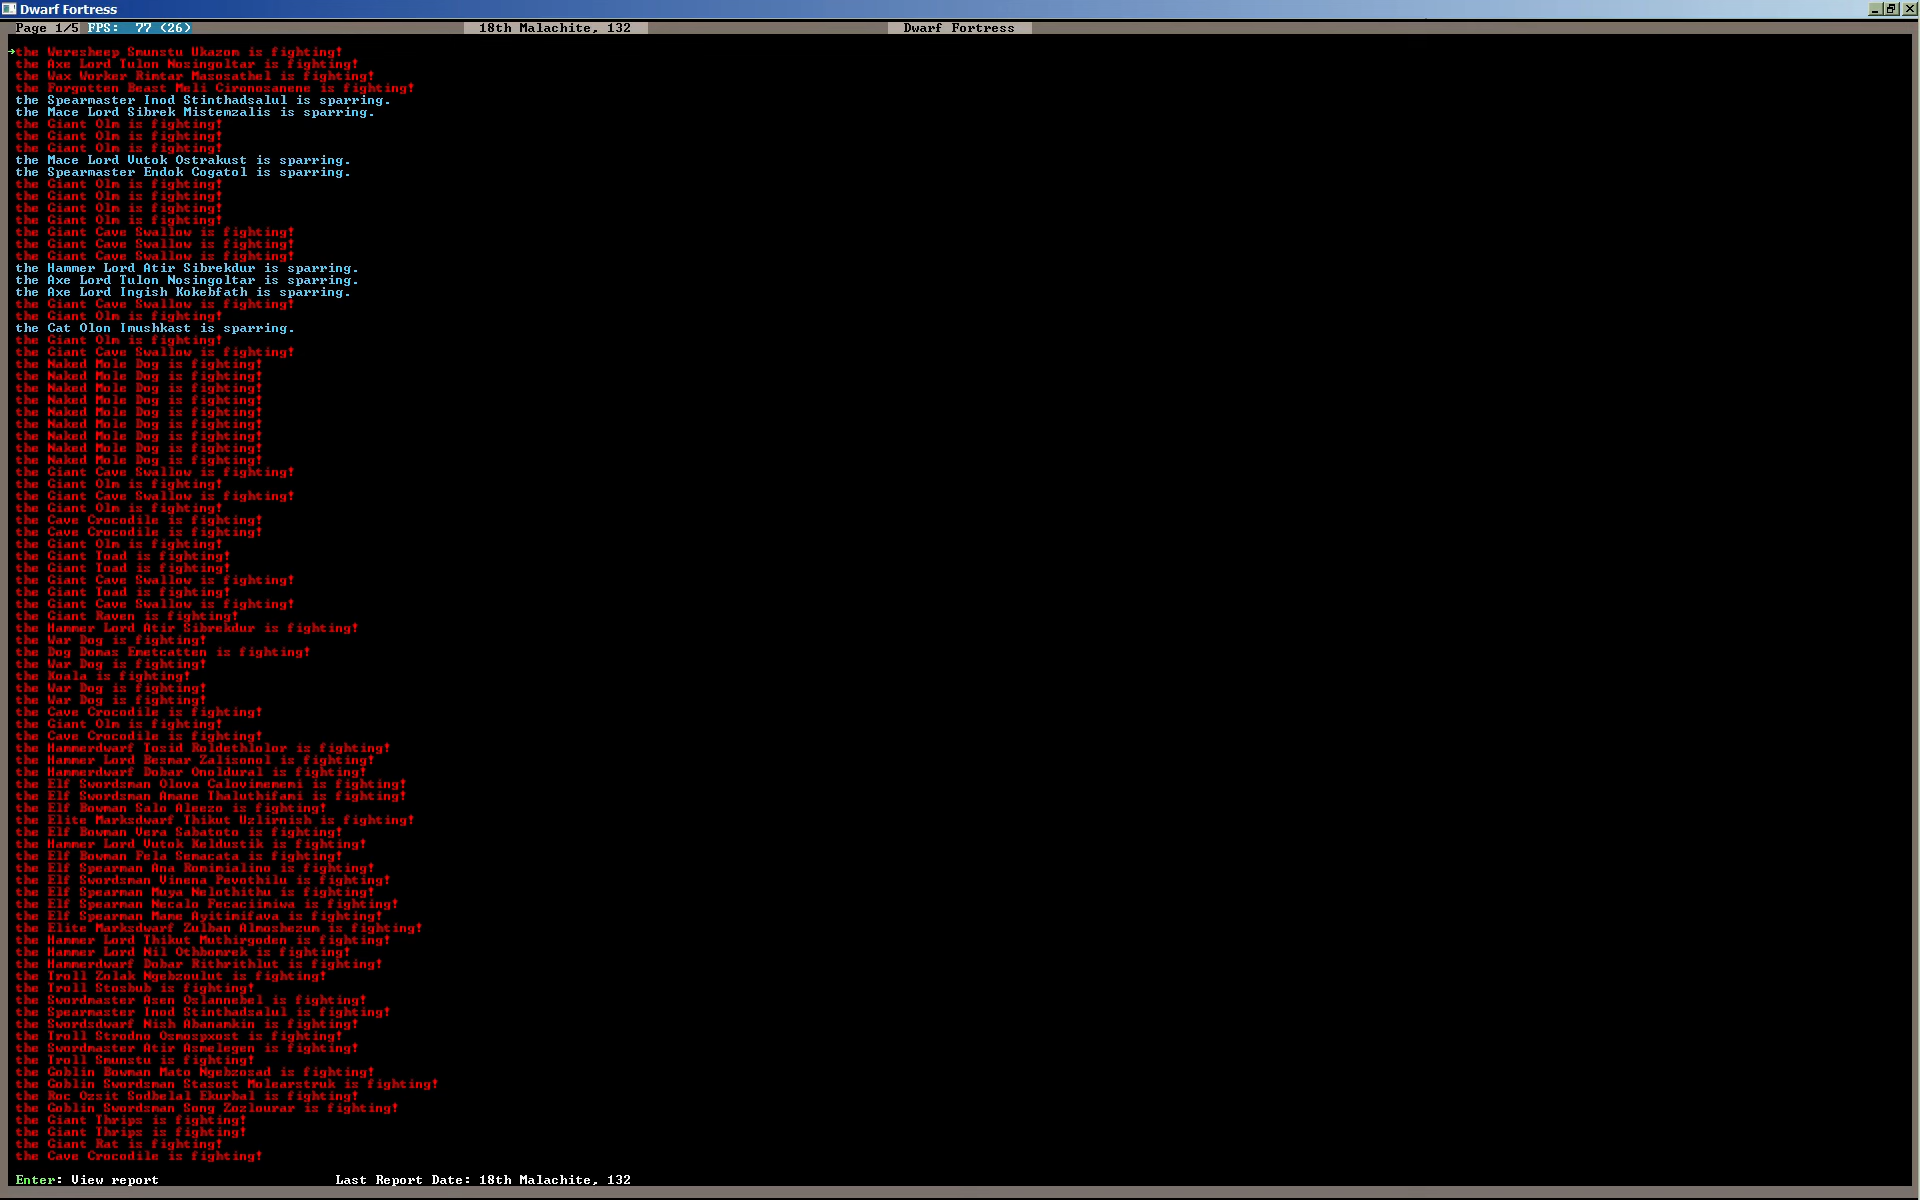 Dwarf Fortress
Page 1/5 FPS: 77 (26) 18th Malachite, 132 Dwarf Fortress
the Weresheep Smunstu Ukazom is fighting!
the Axe Lord Tulon Nosingoltar is fighting!
the Wax Worker Rimtar Masosathel is fighting!
the Forgotten Beast Meli Cironosanene is fighting!
the Spearmaster Inod Stinthadsalul is sparring.
the Mace Lord Sibrek Mistemzalis is sparring.
the Giant Olm is fighting!
the Giant Olm is fighting!
the Giant Olm is fighting!
the Mace Lord Vutok Ostrakust is sparring.
the Spearmaster Endok Cogatol is sparring.
the Giant Olm is fighting!
the Giant Olm is fighting!
the Giant Olm is fighting!
the Giant Olm is fighting!
the Giant Cave Swallow is fighting!
the Giant Cave Swallow is fighting!
the Giant Cave Swallow is fighting!
the Hammer Lord Atir Sibrekdur is sparring.
the Axe Lord Tulon Nosingoltar is sparring.
the Axe Lord Ingish Kokebfath is sparring.
the Giant Cave Swallow is fighting!
the Giant Olm is fighting!
the Cat Olon Imushkast is sparring.
the Giant Olm is fighting!
the Giant Cave Swallow is fighting!
the Naked Mole Dog is fighting!
the Naked Mole Dog is fighting!
the Naked Mole Dog is fighting!
the Naked Mole Dog is fighting!
the Naked Mole Dog is fighting!
the Naked Mole Dog is fighting!
the Naked Mole Dog is fighting!
the Naked Mole Dog is fighting!
the Naked Mole Dog is fighting!
the Giant Cave Swallow is fighting!
the Giant Olm is fighting!
the Giant Cave Swallow is fighting!
the Giant Olm is fighting!
the Cave Crocodile is fighting!
the Cave Crocodile is fighting!
the Giant Olm is fighting!
the Giant Toad is fighting!
the Giant Toad is fighting!
the Giant Cave Swallow is fighting!
the Giant Toad is fighting!
the Giant Cave Swallow is fighting!
the Giant Raven is fighting!
the Hammer Lord Atir Sibrekdur is fighting!
the War Dog is fighting!
the Dog Domas Emetcatten is fighting!
the War Dog is fighting!
the Koala is fighting!
the War Dog is fighting!
the War Dog is fighting!
the Cave Crocodile is fighting!
the Giant Olm is fighting!
the Cave Crocodile is fighting!
the Hammerdwarf Tosid Roldethlolor is fighting!
the Hammer Lord Besmar Zalisonol is fighting!
the Hammerdwarf Dobar Onoldural is fighting!
the Elf Swordsman Olova Calovimememi is fighting!
the Elf Swordsman Amane Thaluthifami is fighting!
the Elf Bowman Salo Aleezo is fighting!
the Elite Marksdwarf Thikut Uzlirnish is fighting!
the Elf Bowman Vera Sabatoto is fighting!
the Hammer Lord Vutok Keldustik is fighting!
the Elf Bowman Fela Semacata is fighting!
the Elf Spearman Ana Romimialino is fighting!
the Elf Swordsman Vinena Pevothilu is fighting!
the Elf Spearman Muya Nelothithu is fighting!
the Elf Spearman Necalo Fecaciimiwa is fighting!
the Elf Spearman Mame Ayitimifava is fighting!
the Elite Marksdwarf Zulban Almoshezum is fighting!
the Hammer Lord Thikut Muthirgoden is fighting!
the Hammer Lord Nil Othbomrek is fighting!
the Hammerdwarf Dobar Rithrithlut is fighting!
the Troll Zolak Ngebzoulut is fighting!
the Troll Stosbub is fighting!
the Swordmaster Asen Oslannebel is fighting!
the Spearmaster Inod Stinthadsalul is fighting!
the Swordsdwarf Nish Abanamkin is fighting!
the Troll Strodno Osmospxost is fighting!
the Swordmaster Atir Asmelegen is fighting!
the Troll Smunstu is fighting!
the Goblin Bowman Mato Ngebzosad is fighting!
the Goblin Swordsman Stasost Molearstruk is fighting!
the Roc Ozsit Sodbelal Ekurbal is fighting!
the Goblin Swordsman Song Zoslourar is fighting!
the Giant Thrips is fighting!
the Giant Thrips is fighting!
the Giant Rat is fighting!
the Cave Crocodile is fighting!
Enter: View report Last Report Date: 18th Malachite, 132